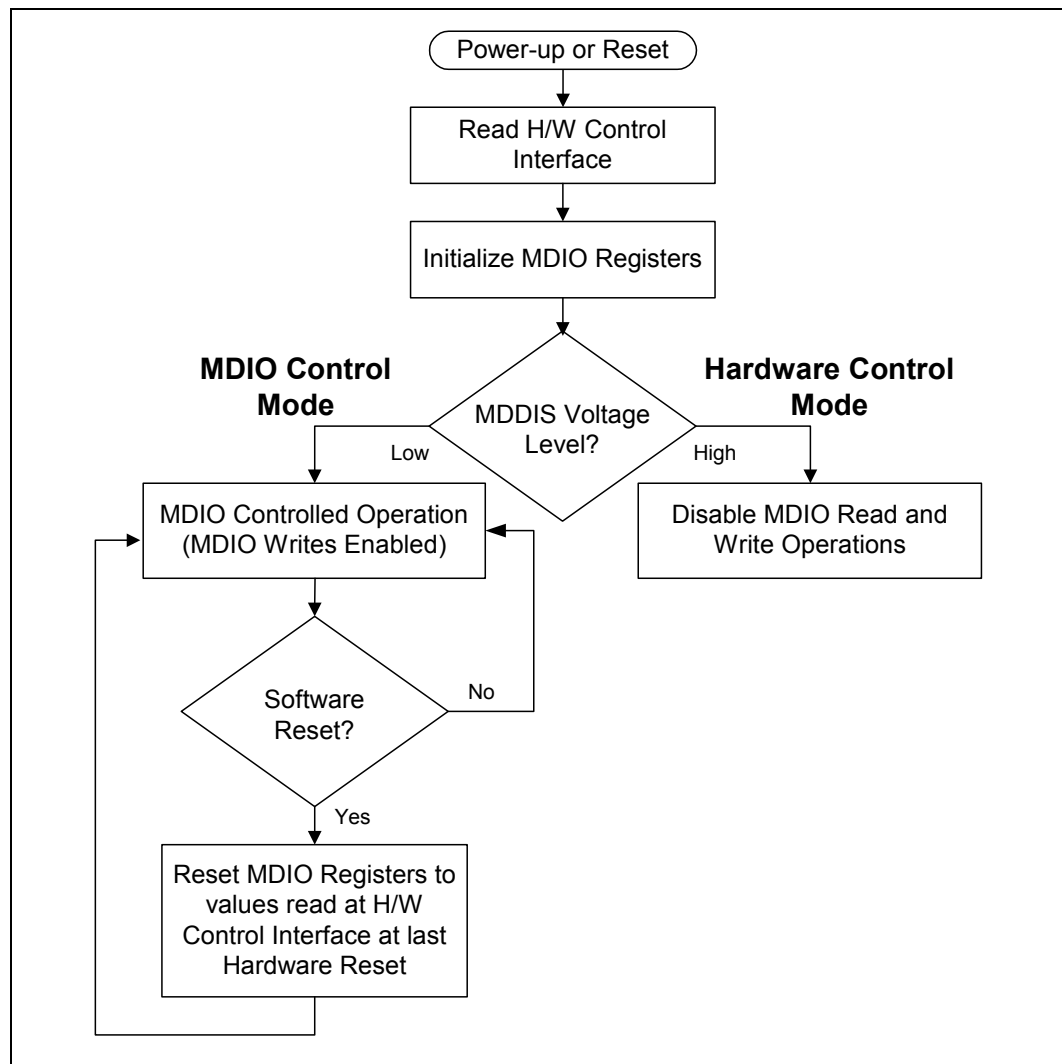 Power-up or Reset
Read H/W Control
Interface
Initialize MDIO Registers
MDIO Control
Mode
Hardware Control
Mode
MDDIS Voltage
Level?
Low
High
MDIO Controlled Operation
(MDIO Writes Enabled)
Disable MDIO Read and
Write Operations
Software
Reset?
No
Yes
Reset MDIO Registers to
values read at H/W
Control Interface at last
Hardware Reset